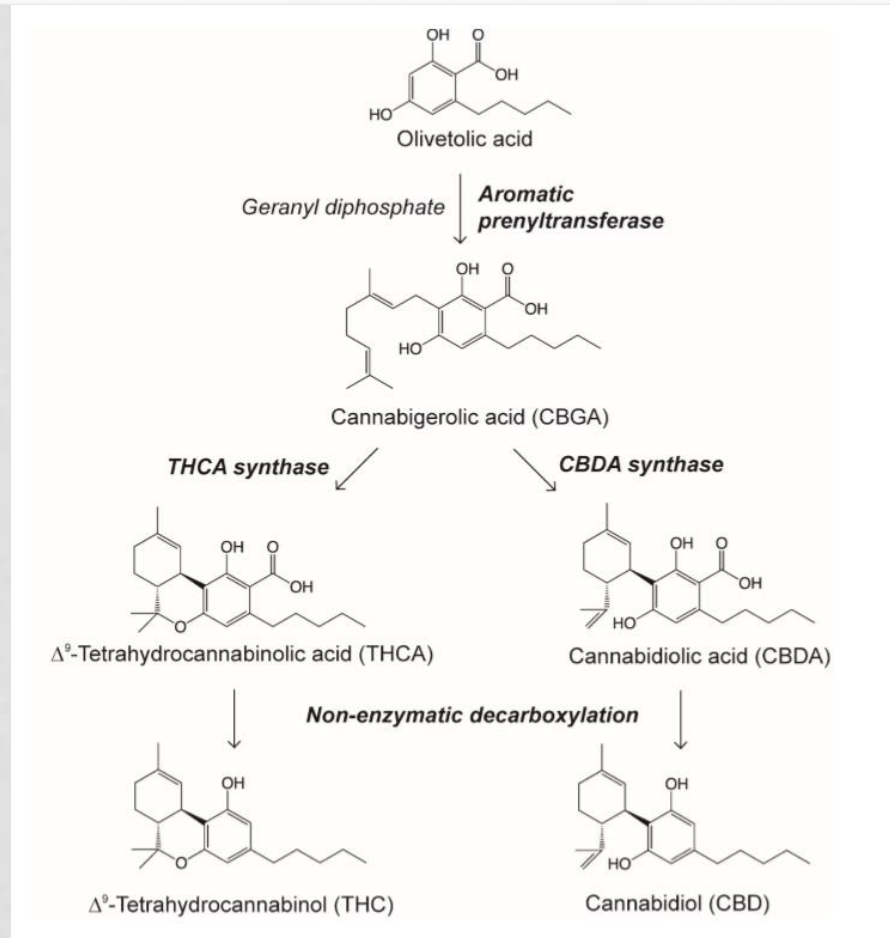 OH O
OH
HO
Olivetolic acid
Geranyl diphosphate
Aromatic
prenyltransferase
OH O
OH
HO
Cannabigerolic acid (CBGA)
THCA synthase
CBDA synthase
OH O
OH
O
Δ⁹-Tetrahydrocannabinolic acid (THCA)
OH O
OH
HO
Cannabidiolic acid (CBDA)
Non-enzymatic decarboxylation
OH
O
Δ⁹-Tetrahydrocannabinol (THC)
OH
HO
Cannabidiol (CBD)